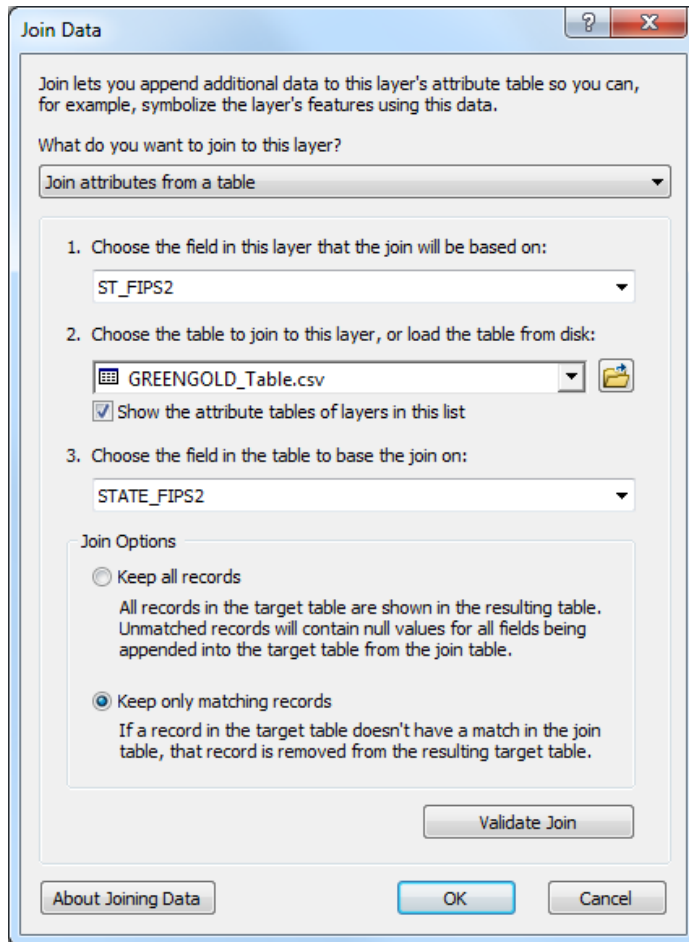 Join Data
Join lets you append additional data to this layer's attribute table so you can,
for example, symbolize the layer's features using this data.
What do you want to join to this layer?
Join attributes from a table
1. Choose the field in this layer that the join will be based on:
ST_FIPS2
2. Choose the table to join to this layer, or load the table from disk:
GREENGOLD_Table.csv
Show the attribute tables of layers in this list
3. Choose the field in the table to base the join on:
STATE_FIPS2
Join Options
Keep all records
All records in the target table are shown in the resulting table.
Unmatched records will contain null values for all fields being
appended into the target table from the join table.
Keep only matching records
If a record in the target table doesn't have a match in the join
table, that record is removed from the resulting target table.
Validate Join
About Joining Data OK Cancel